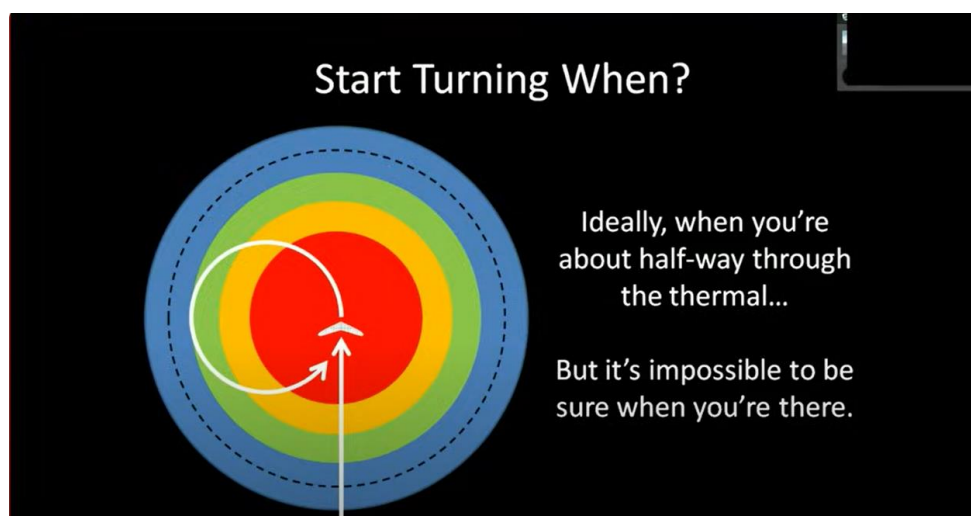 Start Turning When?
Ideally, when you're
about half-way through
the thermal...
But it's impossible to be
sure when you're there.